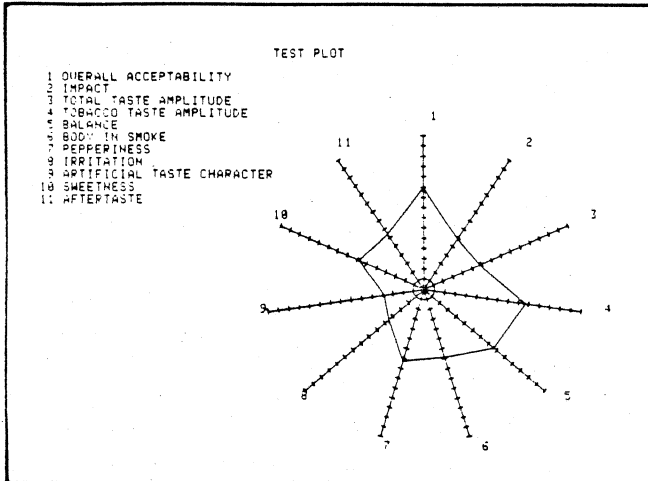 TEST PLOT
1 OVERALL ACCEPTABILITY
2 IMPACT
3 TOTAL TASTE AMPLITUDE
4 TOBACCO TASTE AMPLITUDE
5 BALANCE
6 BODY IN SMOKE
7 PEPPERINESS
8 IRRITATION
9 ARTIFICIAL TASTE CHARACTER
10 SWEETNESS
11 AFTERTASTE
1
11
2
10
3
9
4
8
5
7
6